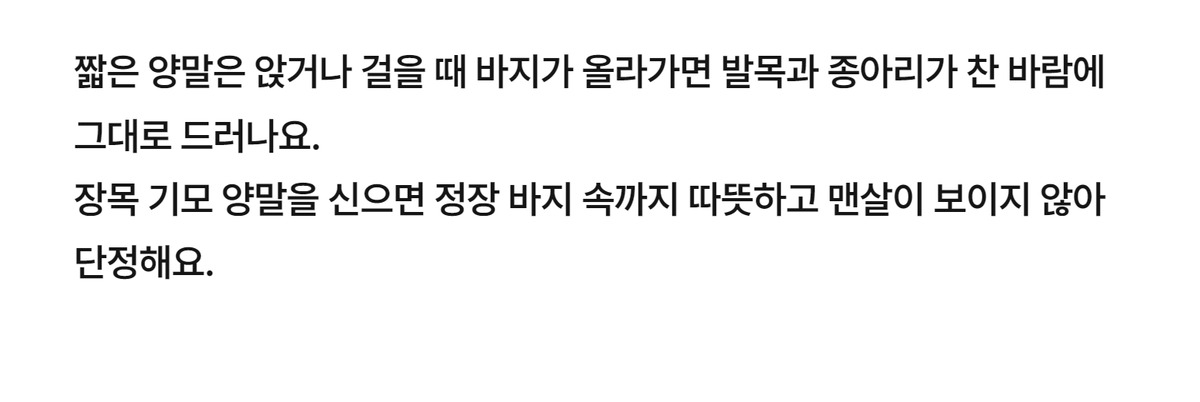 짧은 양말은 앉거나 걸을 때 바지가 올라가면 발목과 종아리가 찬 바람에
그대로 드러나요.
장목 기모 양말을 신으면 정장 바지 속까지 따뜻하고 맨살이 보이지 않아
단정해요.